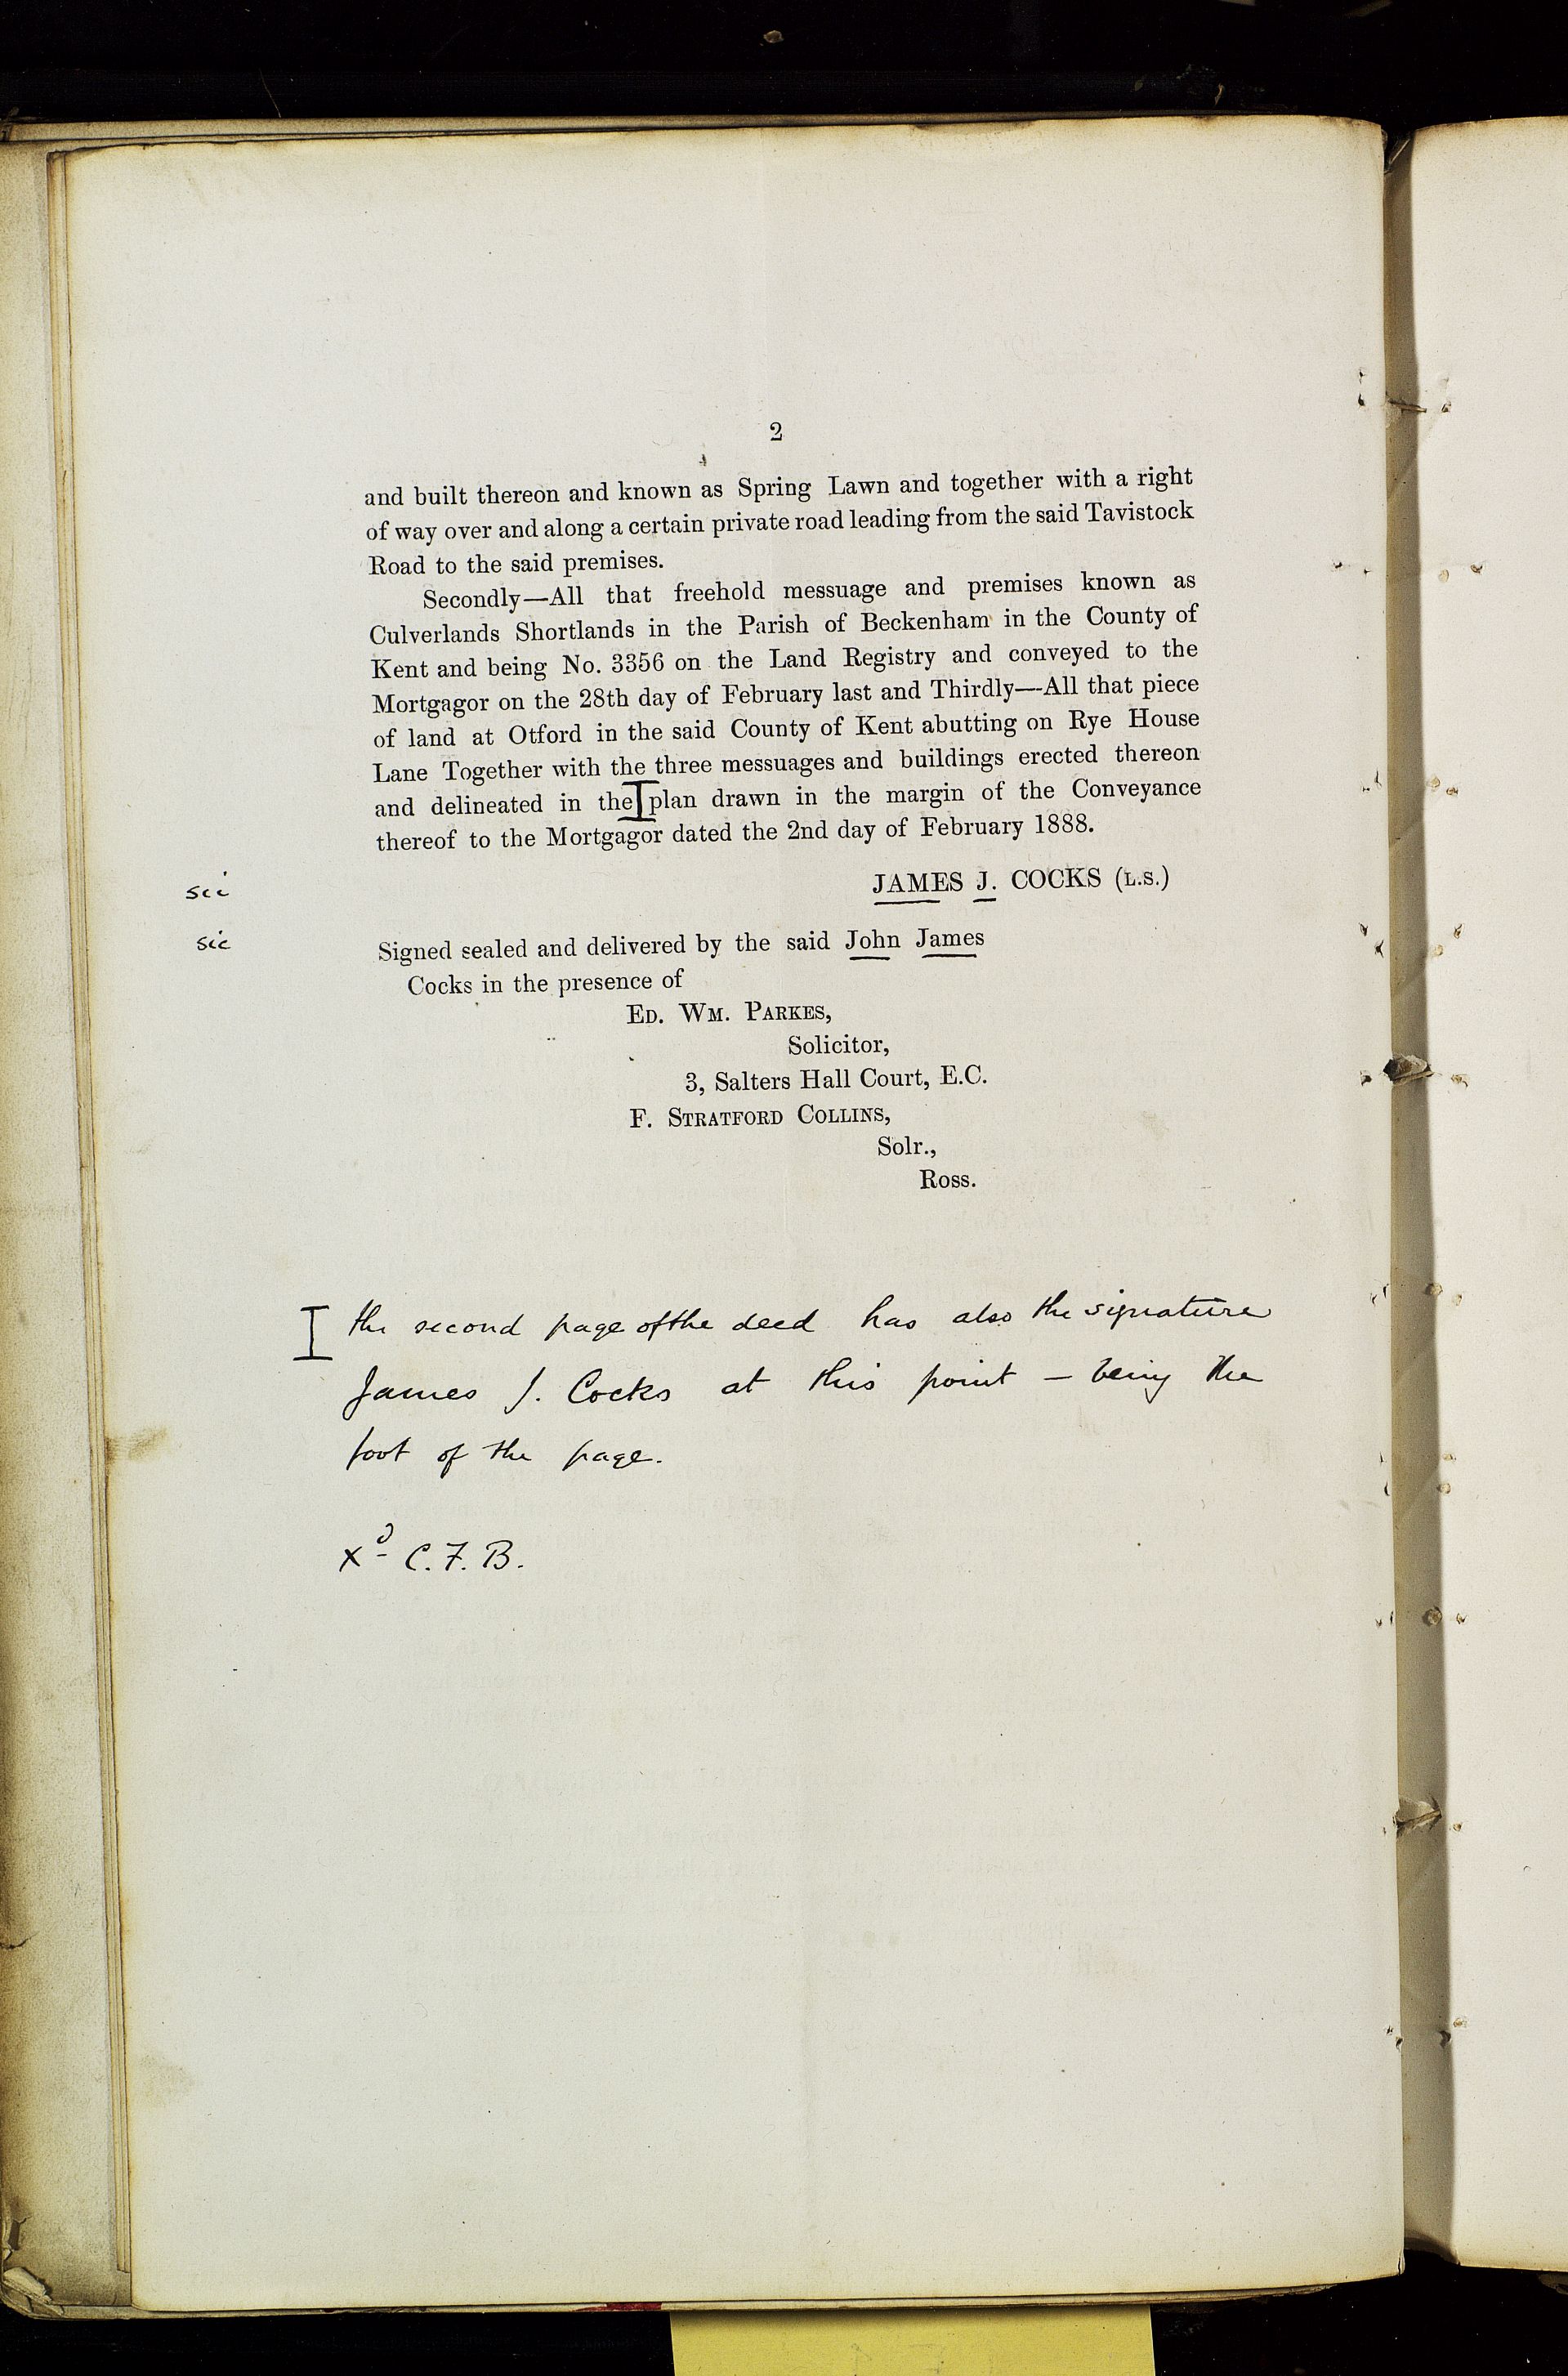 2
and built thereon and known as Spring Lawn and together with a right
of way over and along a certain private road leading from the said Tavistock
Road to the said premises.
Secondly—All that freehold messuage and premises known as
Culverlands Shortlands in the Parish of Beckenham in the County of
Kent and being No. 3356 on the Land Registry and conveyed to the
Mortgagor on the 28th day of February last and Thirdly—All that piece
of land at Otford in the said County of Kent abutting on Rye House
Lane Together with the three messuages and buildings erected thereon
and delineated in the I plan drawn in the margin of the Conveyance
thereof to the Mortgagor dated the 2nd day of February 1888.
sic JAMES J. COCKS (L.S.)
sic Signed sealed and delivered by the said John James
Cocks in the presence of
ED. WM. PARKES,
Solicitor,
3, Salters Hall Court, E.C.
F. STRATFORD COLLINS,
Solr.,
Ross.
I the second page of the deed has also the signature
James J. Cocks at this point — being the
foot of the page.
xd C.F.B.